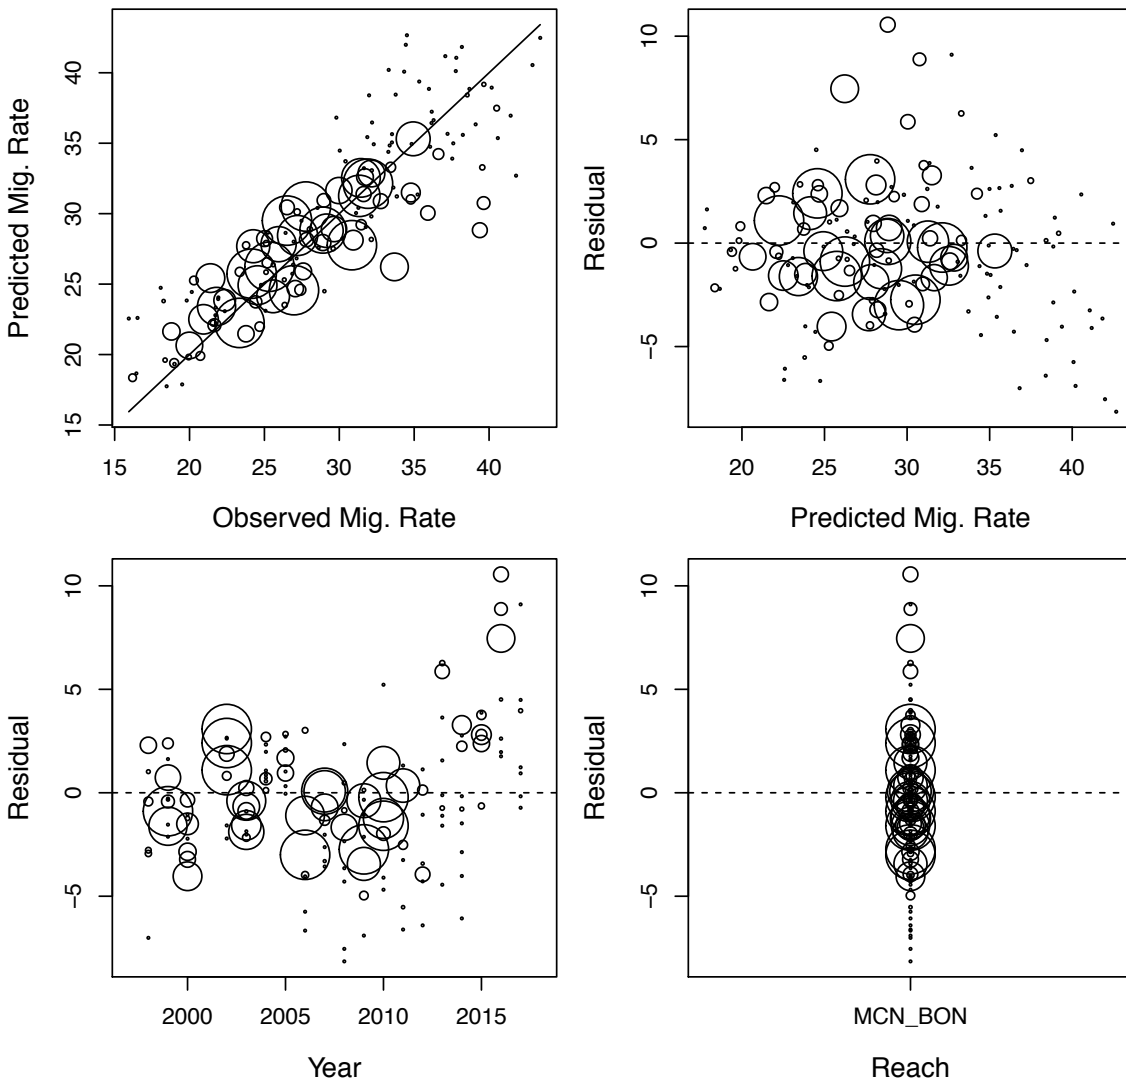 Predicted Mig. Rate
40
35
30
25
20
15
15 20 25 30 35 40
Observed Mig. Rate
Residual
10
5
0
−5
20 25 30 35 40
Predicted Mig. Rate
Residual
10
5
0
−5
2000 2005 2010 2015
Year
Residual
10
5
0
−5
MCN_BON
Reach